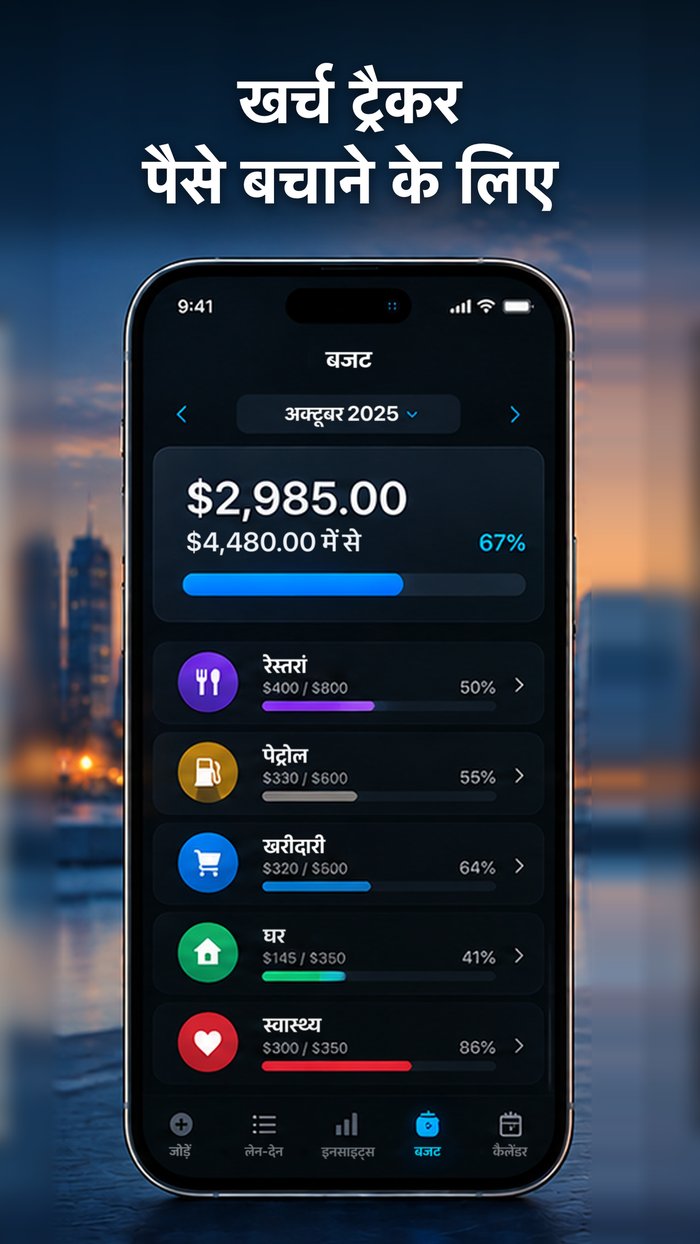 खर्च ट्रैकर
पैसे बचाने के लिए
9:41
बजट
अक्टूबर 2025
$2,985.00
$4,480.00 में से
67%
रेस्तरां
$400 / $800
50%
पेट्रोल
$330 / $600
55%
खरीदारी
$320 / $500
64%
घर
$145 / $350
41%
स्वास्थ्य
$300 / $350
86%
जोड़ें
लेन-देन
इनसाइट्स
बजट
कैलेंडर